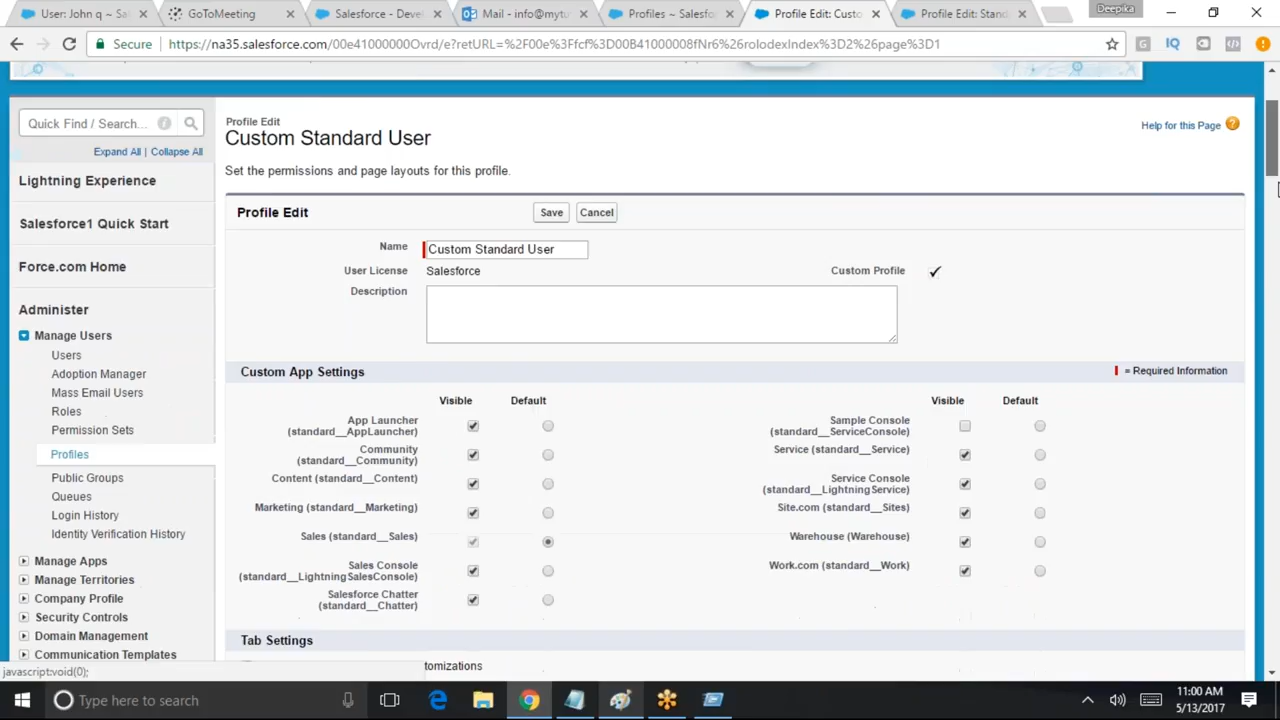 User: John q ~ Sal
GoToMeeting
Salesforce - Devel
Mail - info@mytu
Profiles ~ Salesfo
Profile Edit: Custo
Profile Edit: Stand
Deepika
Secure
https://na35.salesforce.com/00e41000000Ovrd/e?retURL=%2F00e%3Ffcf%3D00B41000008fNr6%26rolodexIndex%3D2%26page%3D1
Quick Find / Search...
Expand All | Collapse All
Lightning Experience
Salesforce1 Quick Start
Force.com Home
Administer
Manage Users
Users
Adoption Manager
Mass Email Users
Roles
Permission Sets
Profiles
Public Groups
Queues
Login History
Identity Verification History
Manage Apps
Manage Territories
Company Profile
Security Controls
Domain Management
Communication Templates
javascript:void(0);
Profile Edit
Custom Standard User
Help for this Page
Set the permissions and page layouts for this profile.
Profile Edit
Save
Cancel
Name
Custom Standard User
User License
Salesforce
Custom Profile
Description
Custom App Settings
= Required Information
Visible
Default
Visible
Default
App Launcher
(standard__AppLauncher)
Sample Console
(standard__ServiceConsole)
Community
(standard__Community)
Service (standard__Service)
Content (standard__Content)
Service Console
(standard__LightningService)
Marketing (standard__Marketing)
Site.com (standard__Sites)
Sales (standard__Sales)
Warehouse (Warehouse)
Sales Console
(standard__LightningSalesConsole)
Work.com (standard__Work)
Salesforce Chatter
(standard__Chatter)
Tab Settings
tomizations
Type here to search
11:00 AM
5/13/2017